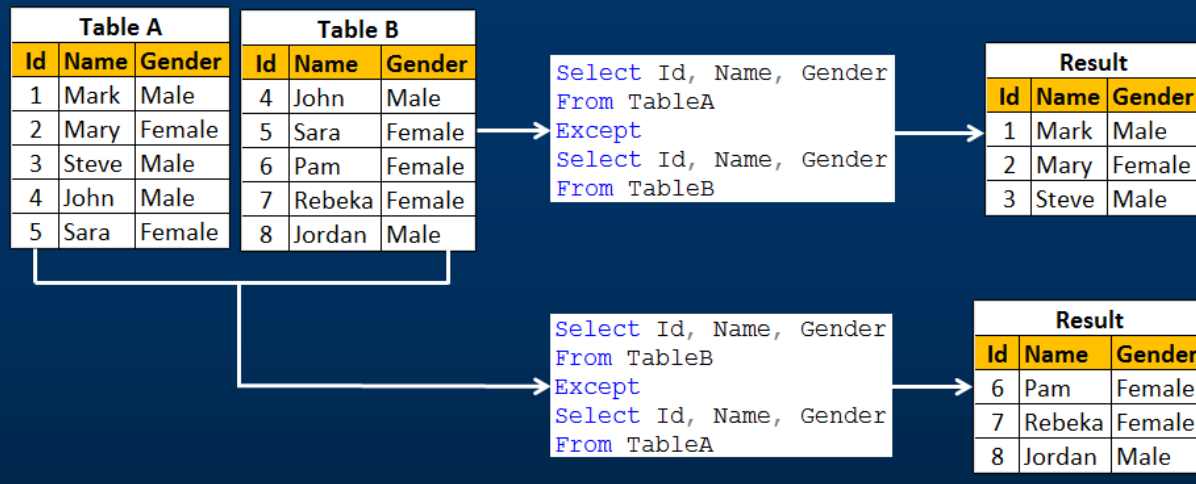 Table A
Id Name Gender
1 Mark Male
2 Mary Female
3 Steve Male
4 John Male
5 Sara Female
Table B
Id Name Gender
4 John Male
5 Sara Female
6 Pam Female
7 Rebeka Female
8 Jordan Male
Select Id, Name, Gender
From TableA
Except
Select Id, Name, Gender
From TableB
Result
Id Name Gender
1 Mark Male
2 Mary Female
3 Steve Male
Select Id, Name, Gender
From TableB
Except
Select Id, Name, Gender
From TableA
Result
Id Name Gender
6 Pam Female
7 Rebeka Female
8 Jordan Male